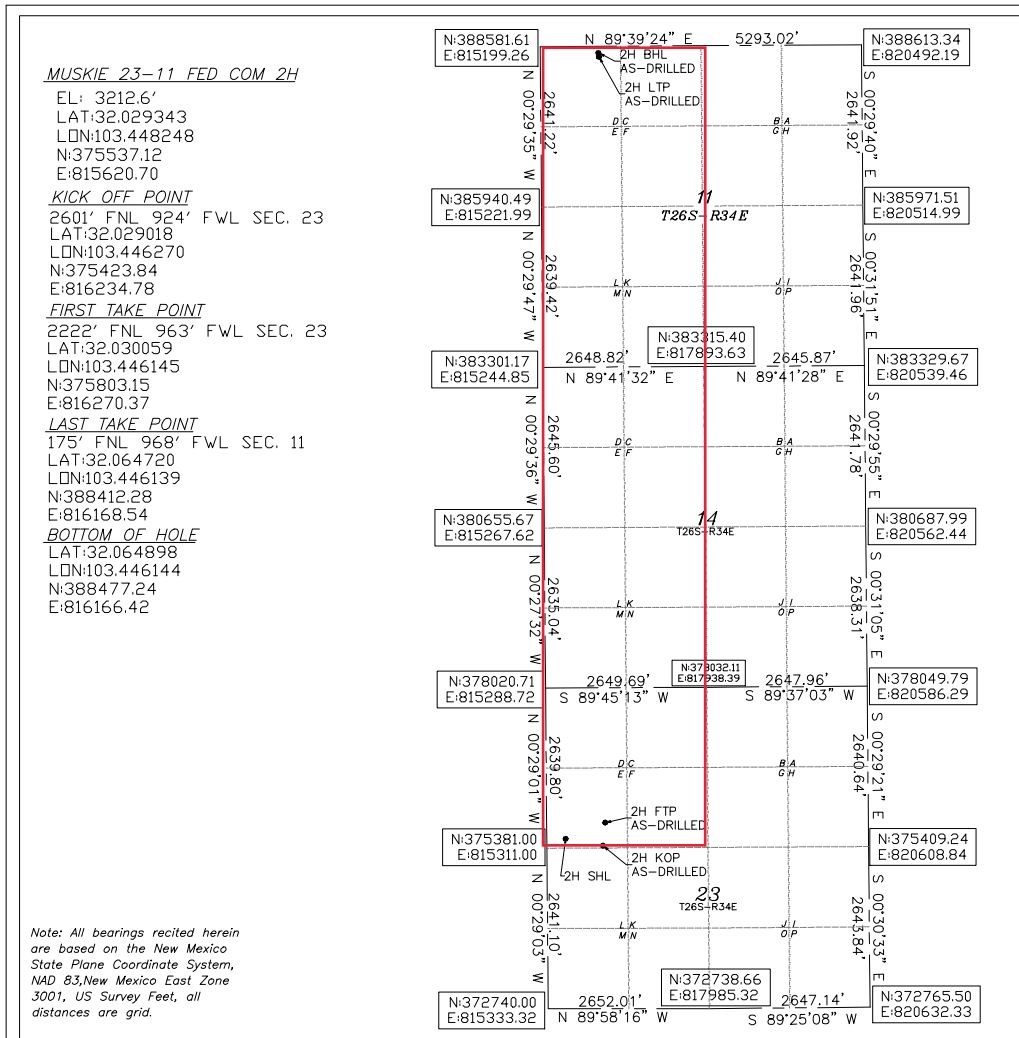 MUSKIE 23-11 FED COM 2H
EL: 3212.6'
LAT:32.029343
LON:103.448248
N:375537.12
E:815620.70
KICK OFF POINT
2601' FNL 924' FWL SEC. 23
LAT:32.029018
LON:103.446270
N:375423.84
E:816234.78
FIRST TAKE POINT
2222' FNL 963' FWL SEC. 23
LAT:32.030059
LON:103.446145
N:375803.15
E:816270.37
LAST TAKE POINT
175' FNL 968' FWL SEC. 11
LAT:32.064720
LON:103.446139
N:388412.28
E:816168.54
BOTTOM OF HOLE
LAT:32.064898
LON:103.446144
N:388477.24
E:816166.42
Note: All bearings recited herein
are based on the New Mexico
State Plane Coordinate System,
NAD 83,New Mexico East Zone
3001, US Survey Feet, all
distances are grid.
N:388581.61
E:815199.26
N 89°39'24" E 5293.02'
N:388613.34
E:820492.19
2H BHL
AS-DRILLED
2H LTP
AS-DRILLED
N 00°29'35" W
2641.22'
D C
E F
B A
G H
2641.92'
S 00°29'40" E
N:385940.49
E:815221.99
11
T26S-R34E
N:385971.51
E:820514.99
N 00°29'47" W
2639.42'
L K
M N
J I
O P
2641.96'
S 00°31'51" E
N:383301.17
E:815244.85
2648.82'
N 89°41'32" E
N:383315.40
E:817893.63
2645.87'
N 89°41'28" E
N:383329.67
E:820539.46
N 00°29'36" W
2645.60'
D C
E F
B A
G H
2641.78'
S 00°29'55" E
N:380655.67
E:815267.62
14
T26S-R34E
N:380687.99
E:820562.44
N 00°27'32" W
2635.04'
L K
M N
J I
O P
2638.31'
S 00°31'05" E
N:378020.71
E:815288.72
2649.69'
S 89°45'13" W
N:378032.11
E:817938.39
2647.96'
S 89°37'03" W
N:378049.79
E:820586.29
N 00°29'01" W
2639.80'
D C
E F
B A
G H
2640.64'
S 00°29'21" E
2H FTP
AS-DRILLED
N:375381.00
E:815311.00
2H SHL
2H KOP
AS-DRILLED
N:375409.24
E:820608.84
23
T26S-R34E
N 00°29'03" W
2641.10'
L K
M N
J I
O P
2643.84'
S 00°30'33" E
N:372740.00
E:815333.32
2652.01'
N 89°58'16" W
N:372738.66
E:817985.32
2647.14'
S 89°25'08" W
N:372765.50
E:820632.33